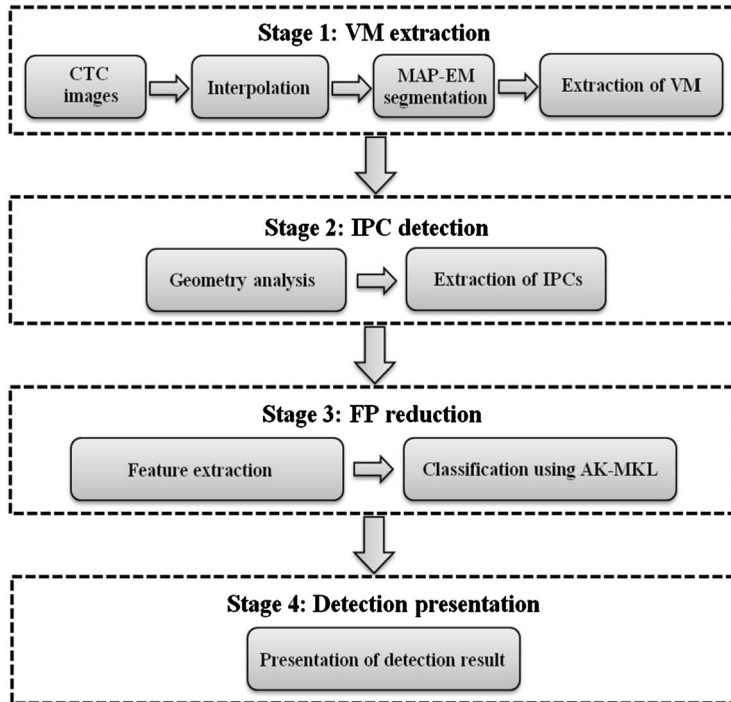 Stage 1: VM extraction
CTC
images
Interpolation
MAP-EM
segmentation
Extraction of VM
Stage 2: IPC detection
Geometry analysis
Extraction of IPCs
Stage 3: FP reduction
Feature extraction
Classification using AK-MKL
Stage 4: Detection presentation
Presentation of detection result